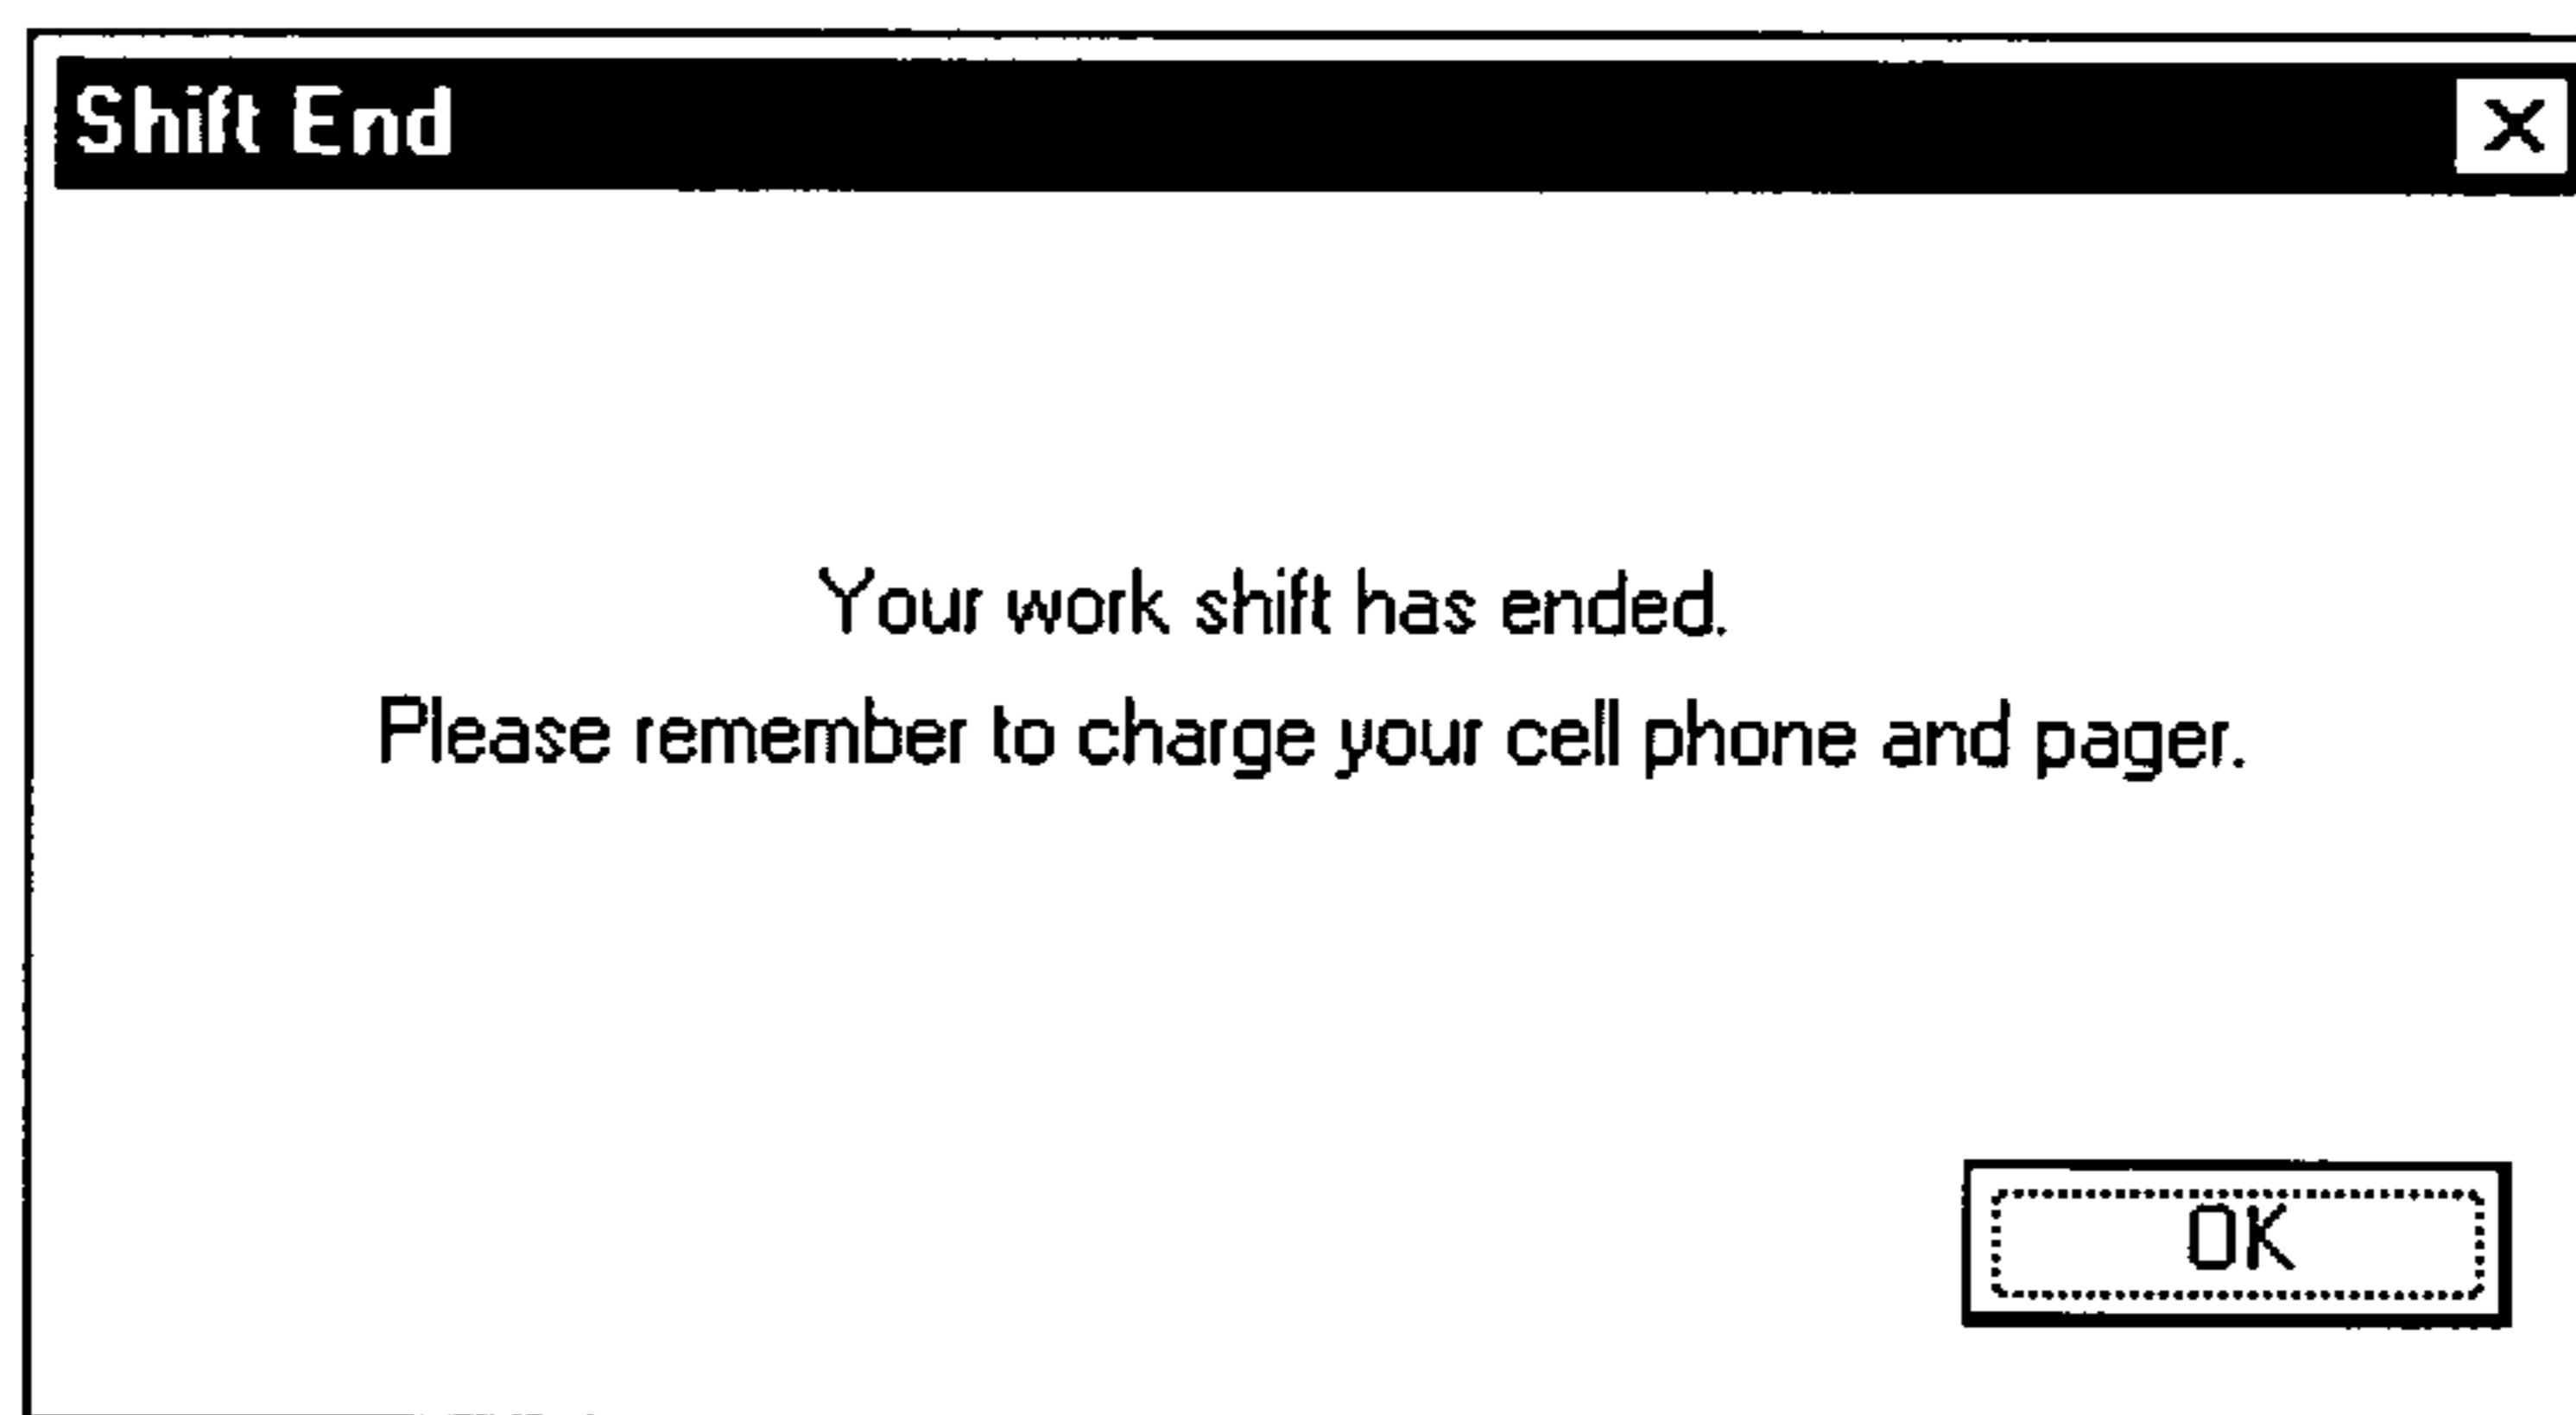 Shift End
Your work shift has ended.
Please remember to charge your cell phone and pager.
OK